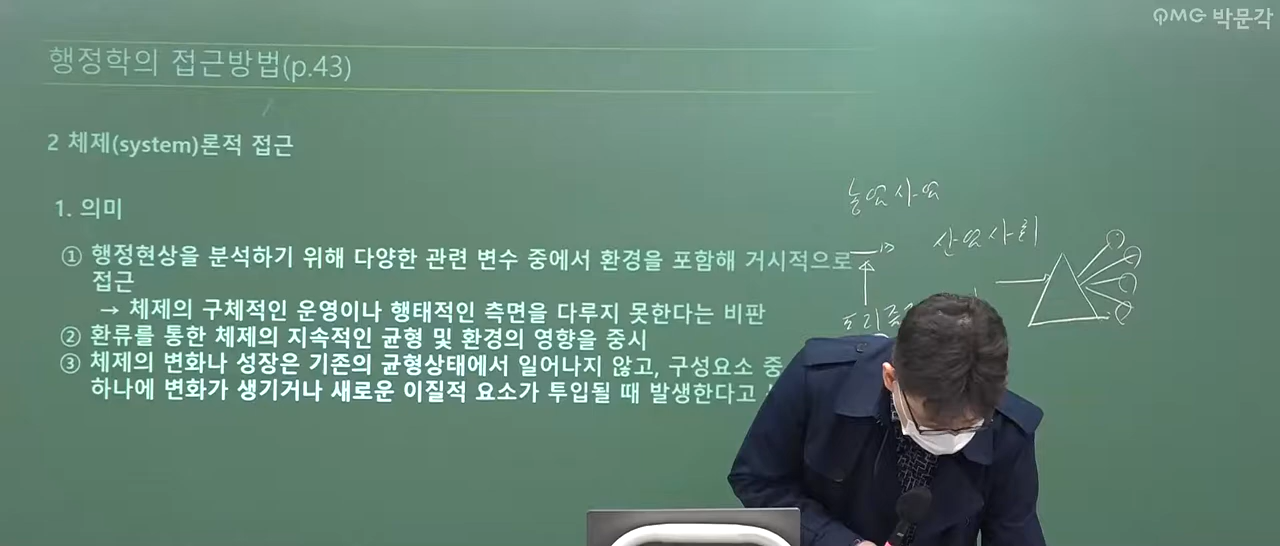 PMG 박문각
행정학의 접근방법(p.43)
2 체제(system)론적 접근
1. 의미
① 행정현상을 분석하기 위해 다양한 관련 변수 중에서 환경을 포함해 거시적으로
접근
→ 체제의 구체적인 운영이나 행태적인 측면을 다루지 못한다는 비판
② 환류를 통한 체제의 지속적인 균형 및 환경의 영향을 중시
③ 체제의 변화나 성장은 기존의 균형상태에서 일어나지 않고, 구성요소 중
하나에 변화가 생기거나 새로운 이질적 요소가 투입될 때 발생한다고
농업사회
산업사회
프리즘